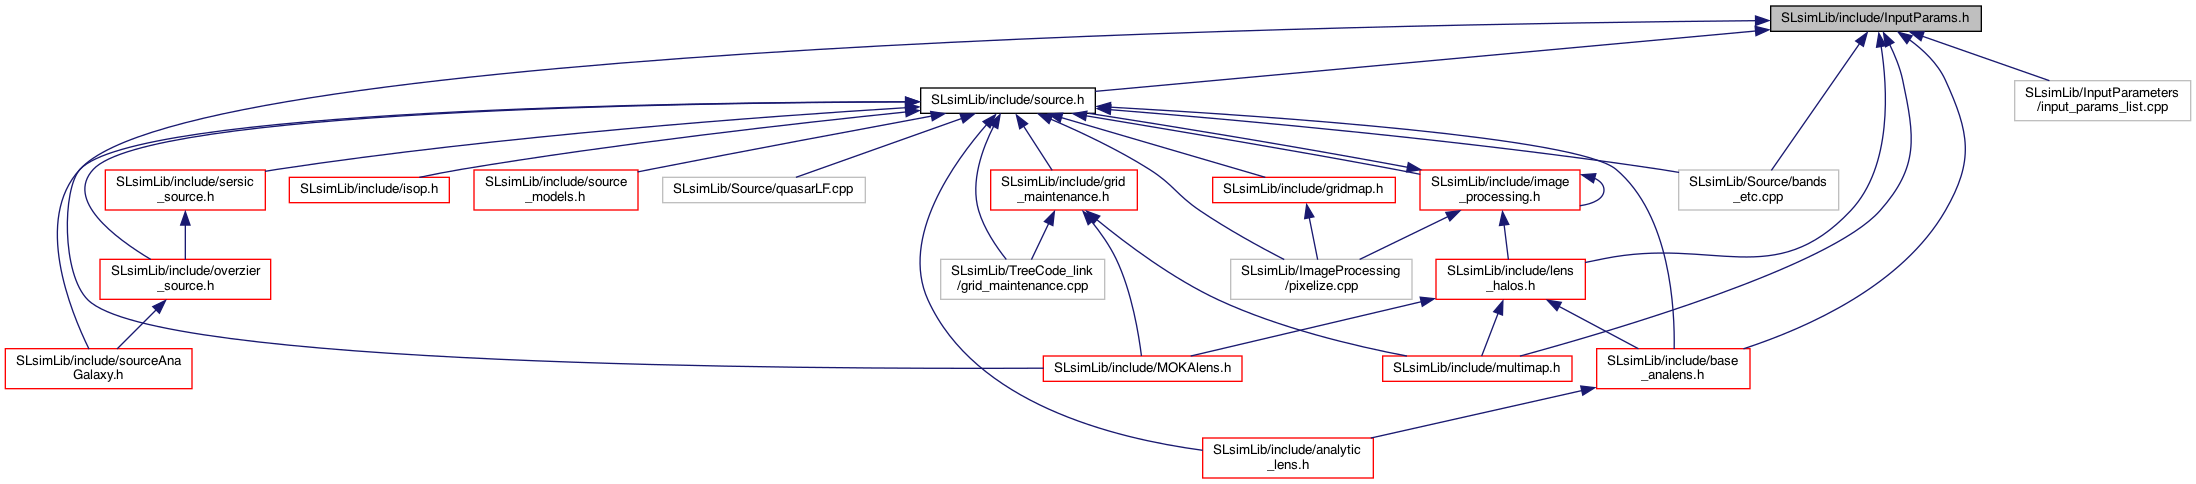 SLsimLib/include/InputParams.h
SLsimLib/include/source.h
SLsimLib/InputParameters
/input_params_list.cpp
SLsimLib/include/sersic
_source.h
SLsimLib/include/isop.h
SLsimLib/include/source
_models.h
SLsimLib/Source/quasarLF.cpp
SLsimLib/include/grid
_maintenance.h
SLsimLib/include/gridmap.h
SLsimLib/include/image
_processing.h
SLsimLib/Source/bands
_etc.cpp
SLsimLib/include/overzier
_source.h
SLsimLib/TreeCode_link
/grid_maintenance.cpp
SLsimLib/ImageProcessing
/pixelize.cpp
SLsimLib/include/lens
_halos.h
SLsimLib/include/sourceAna
Galaxy.h
SLsimLib/include/MOKAlens.h
SLsimLib/include/multimap.h
SLsimLib/include/base
_analens.h
SLsimLib/include/analytic
_lens.h